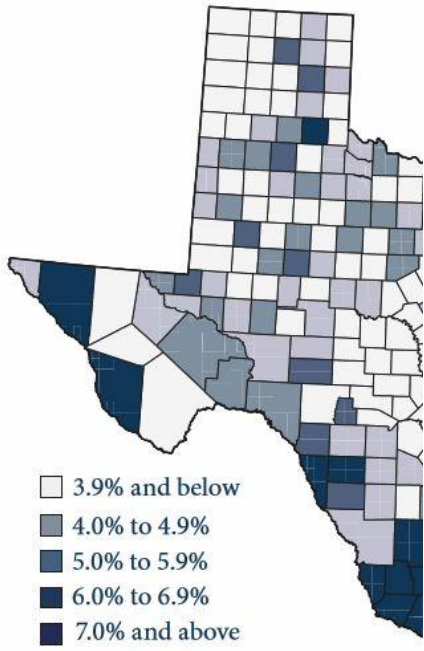 3.9% and below
4.0% to 4.9%
5.0% to 5.9%
6.0% to 6.9%
7.0% and above